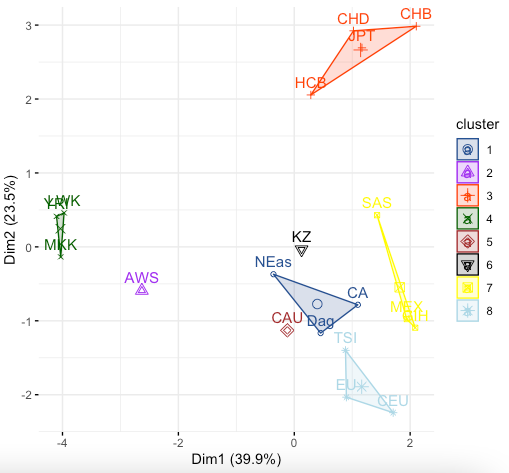 CHD
CHB
JPT
HCB
LWK
YRI
MKK
SAS
KZ
NEas
AWS
CA
MEX
GIH
CAU
Dag
TSI
EU
CEU
3
2
1
0
-1
-2
-4
-2
0
2
Dim1 (39.9%)
Dim2 (23.5%)
cluster
1
2
3
4
5
6
7
8